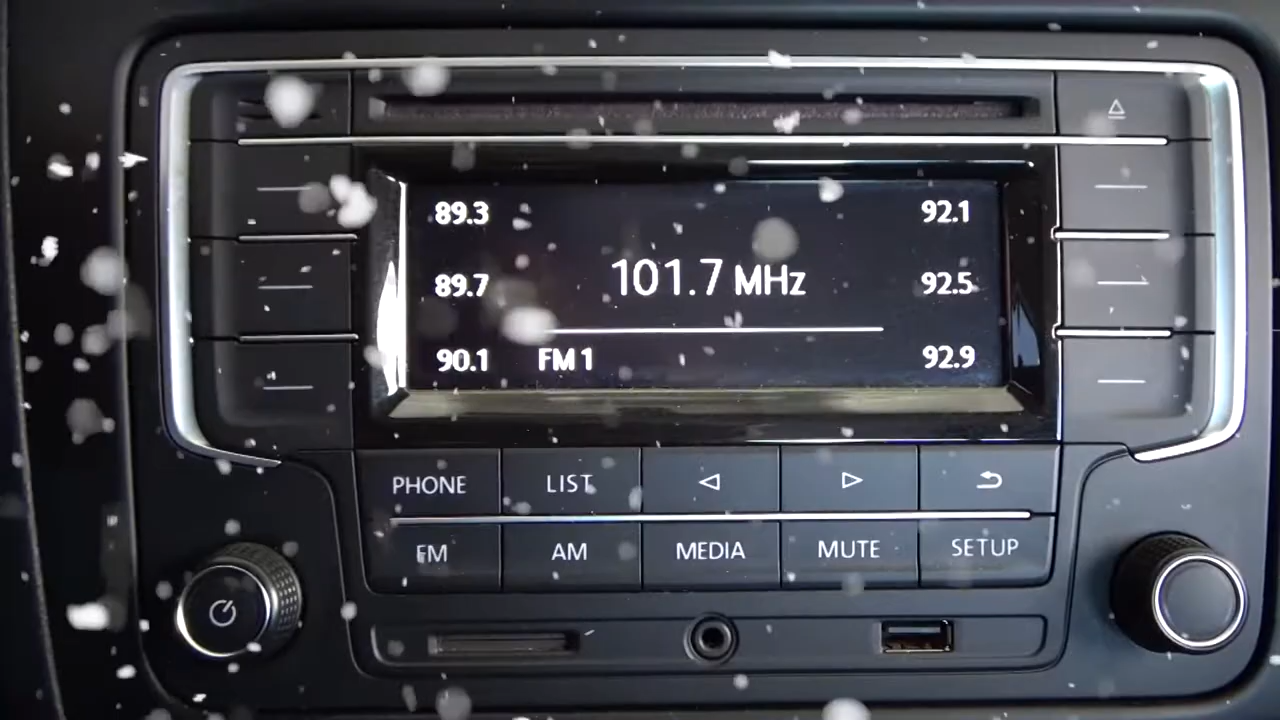 89.3
92.1
101.7 MHz
89.7
92.5
90.1
FM 1
92.9
PHONE
LIST
FM
AM
MEDIA
MUTE
SETUP